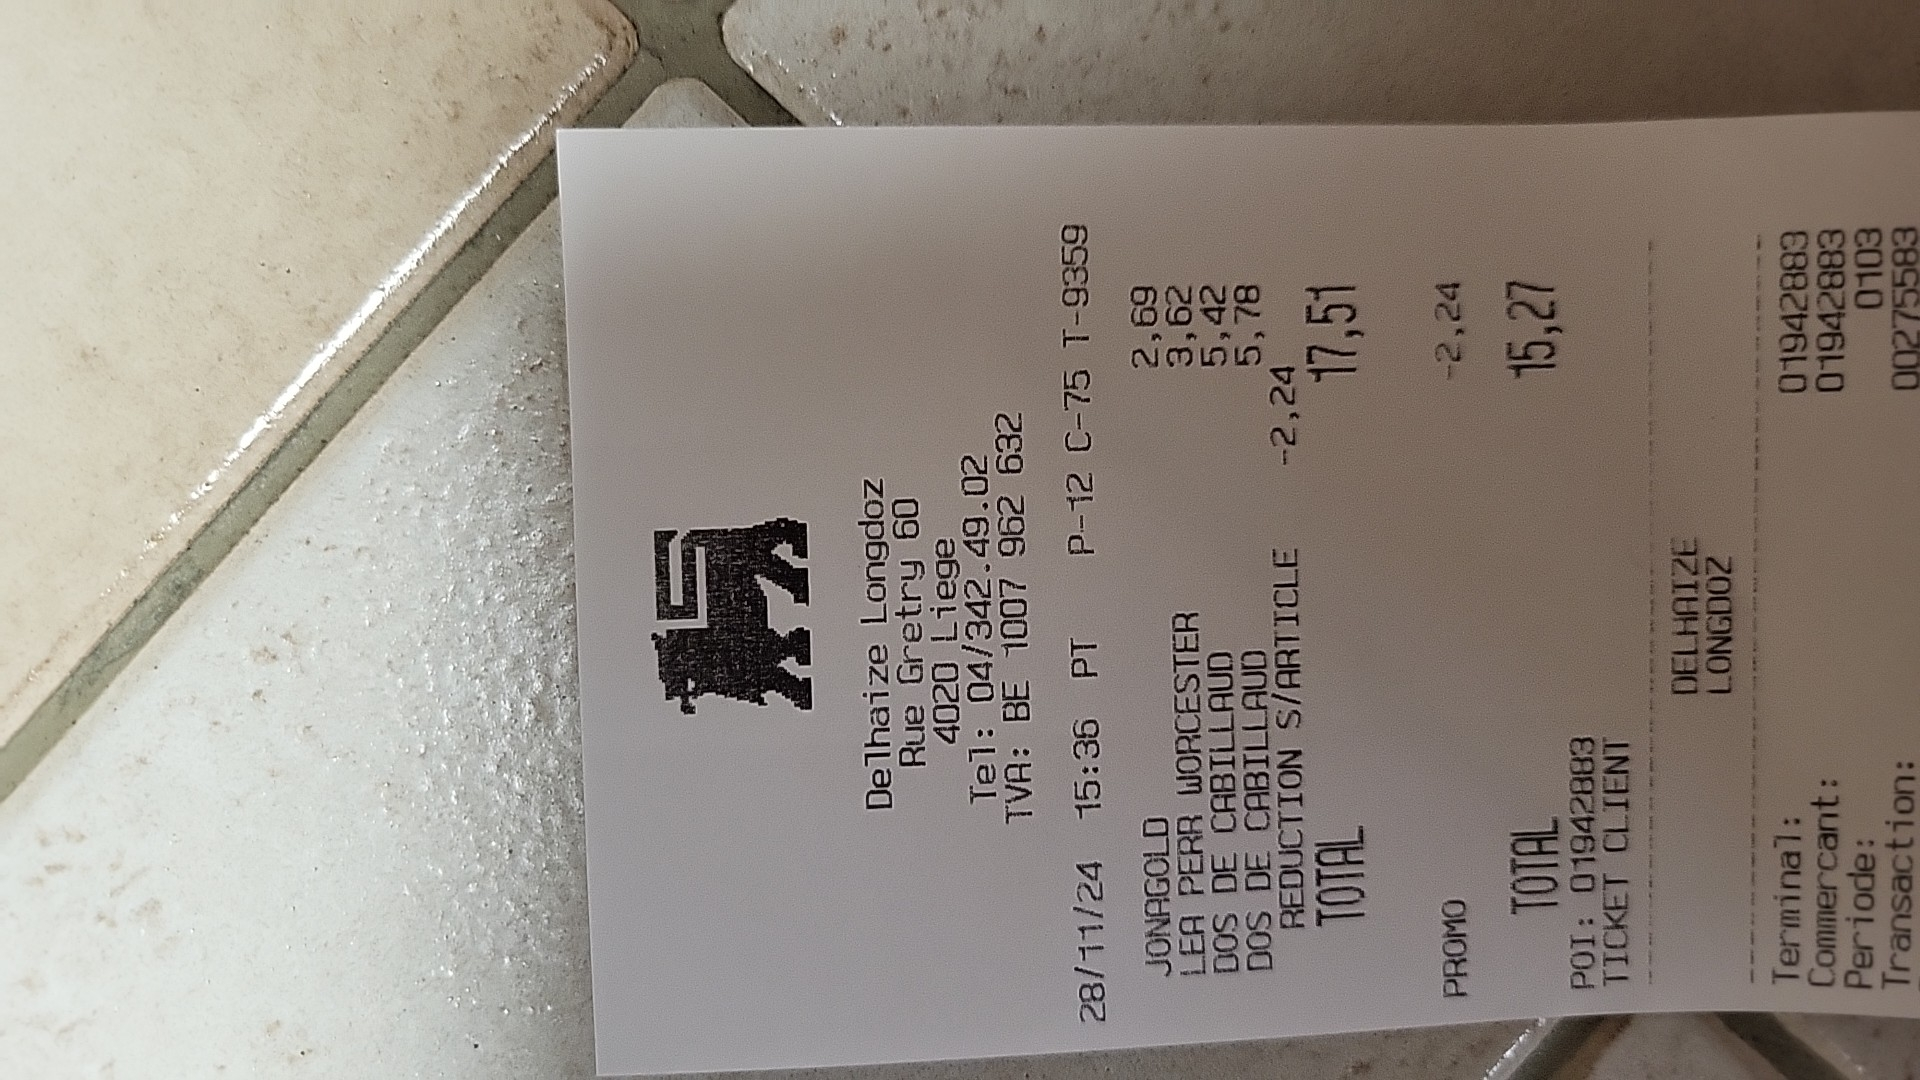 Delhaize Longdoz
Rue Gretry 60
4020 Liege
Tel: 04/342.49.02
TVA: BE 1007 962 632
28/11/24 15:36 PT P-12 C-75 T-9359
JONAGOLD 2,69
LEA PERR WORCESTER 3,62
DOS DE CABILLAUD 5,42
DOS DE CABILLAUD 5,78
REDUCTION S/ARTICLE -2,24
TOTAL 17,51
PROMO -2,24
TOTAL 15,27
POI: 01942883
TICKET CLIENT
DELHAIZE
LONGDOZ
Terminal: 01942883
Commercant: 01942883
Periode: 0103
Transaction: 00275583